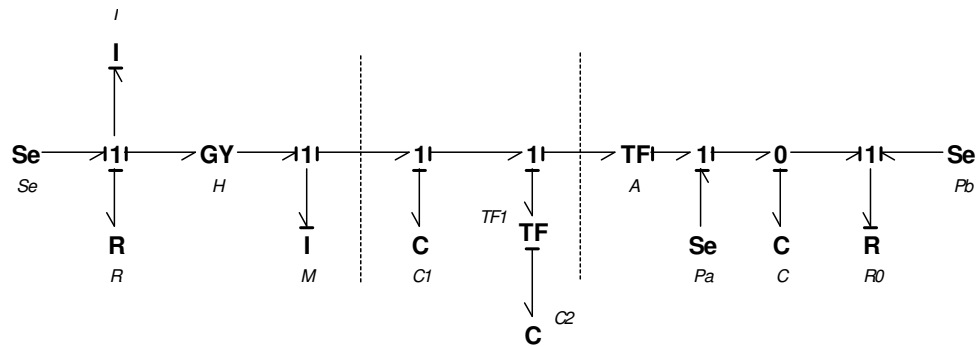 I
I
Se 1 GY 1 1 1 TF 1 0 1 Se
Se H A Pb
TF1 TF
R I C Se C R
R M C1 Pa C R0
C2
C